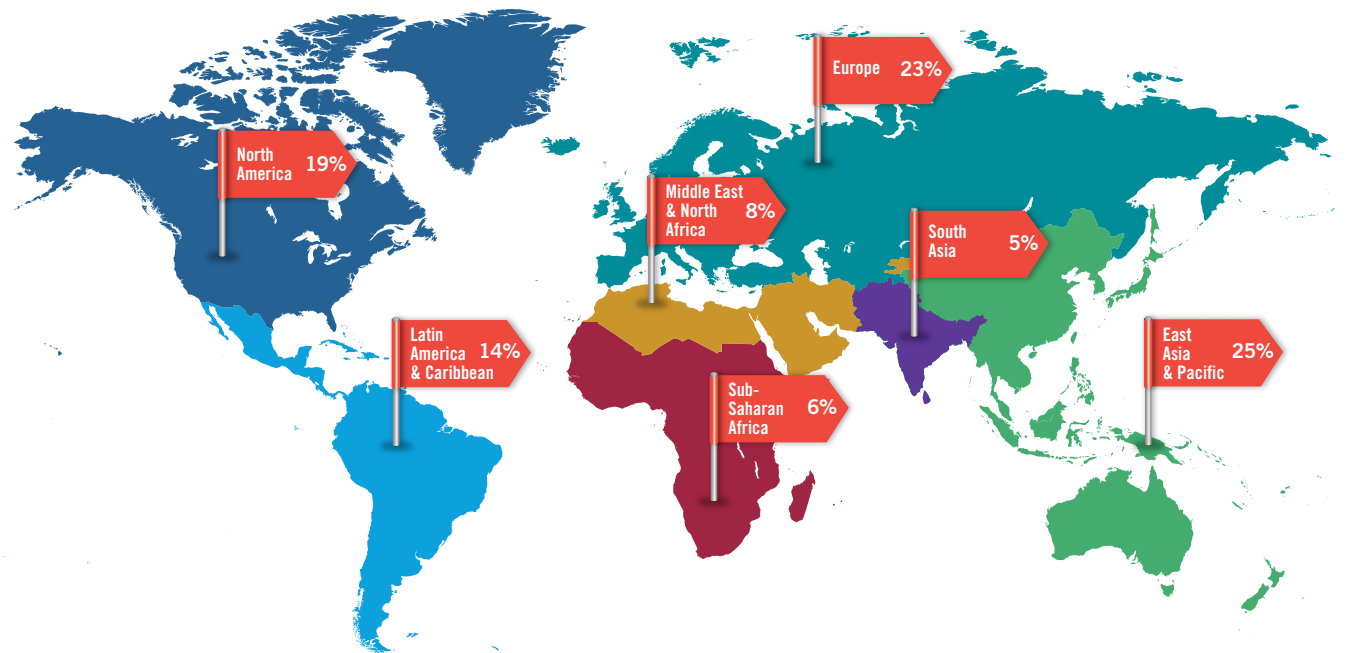 Europe 23%
North
America 19%
Middle East
& North
Africa 8%
South
Asia 5%
Latin
America 14%
& Caribbean
East
Asia 25%
& Pacific
Sub-
Saharan 6%
Africa